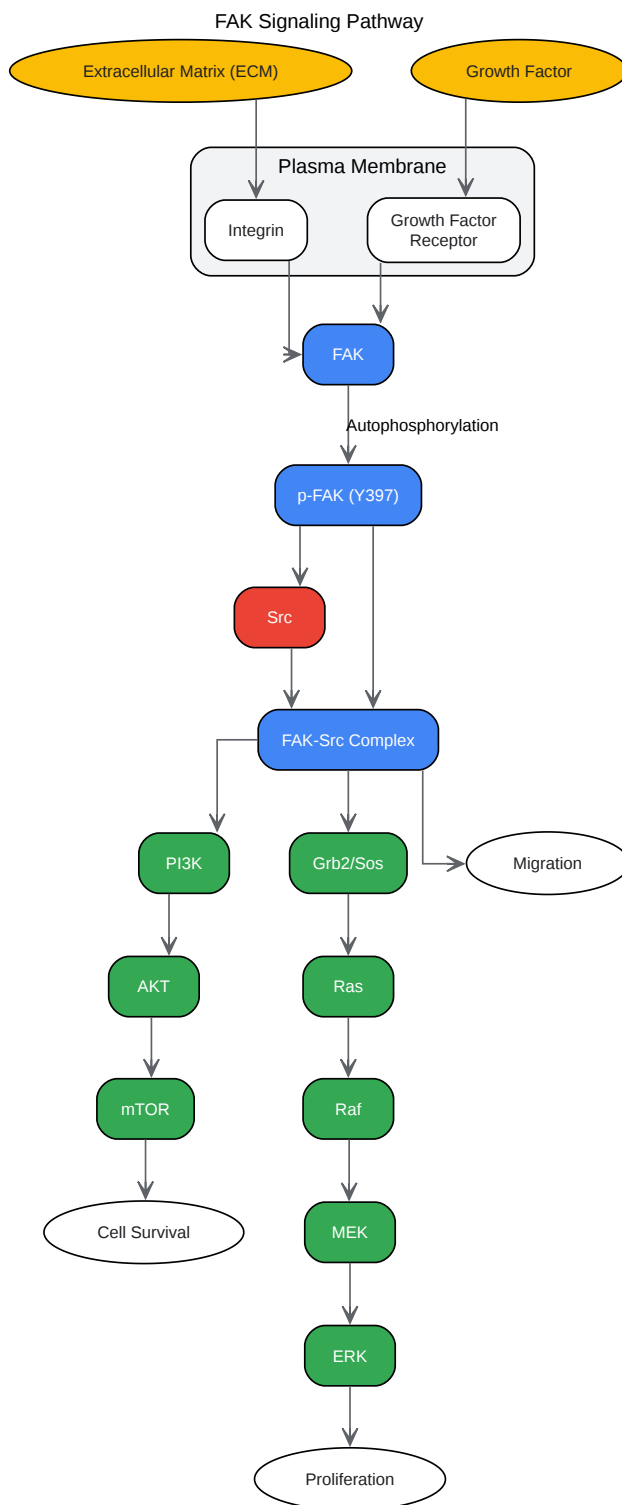 FAK Signaling Pathway
Extracellular Matrix (ECM)
Growth Factor
Plasma Membrane
Integrin
Growth Factor
Receptor
FAK
Autophosphorylation
p-FAK (Y397)
Src
FAK-Src Complex
PI3K
Grb2/Sos
Migration
AKT
Ras
mTOR
Raf
Cell Survival
MEK
ERK
Proliferation